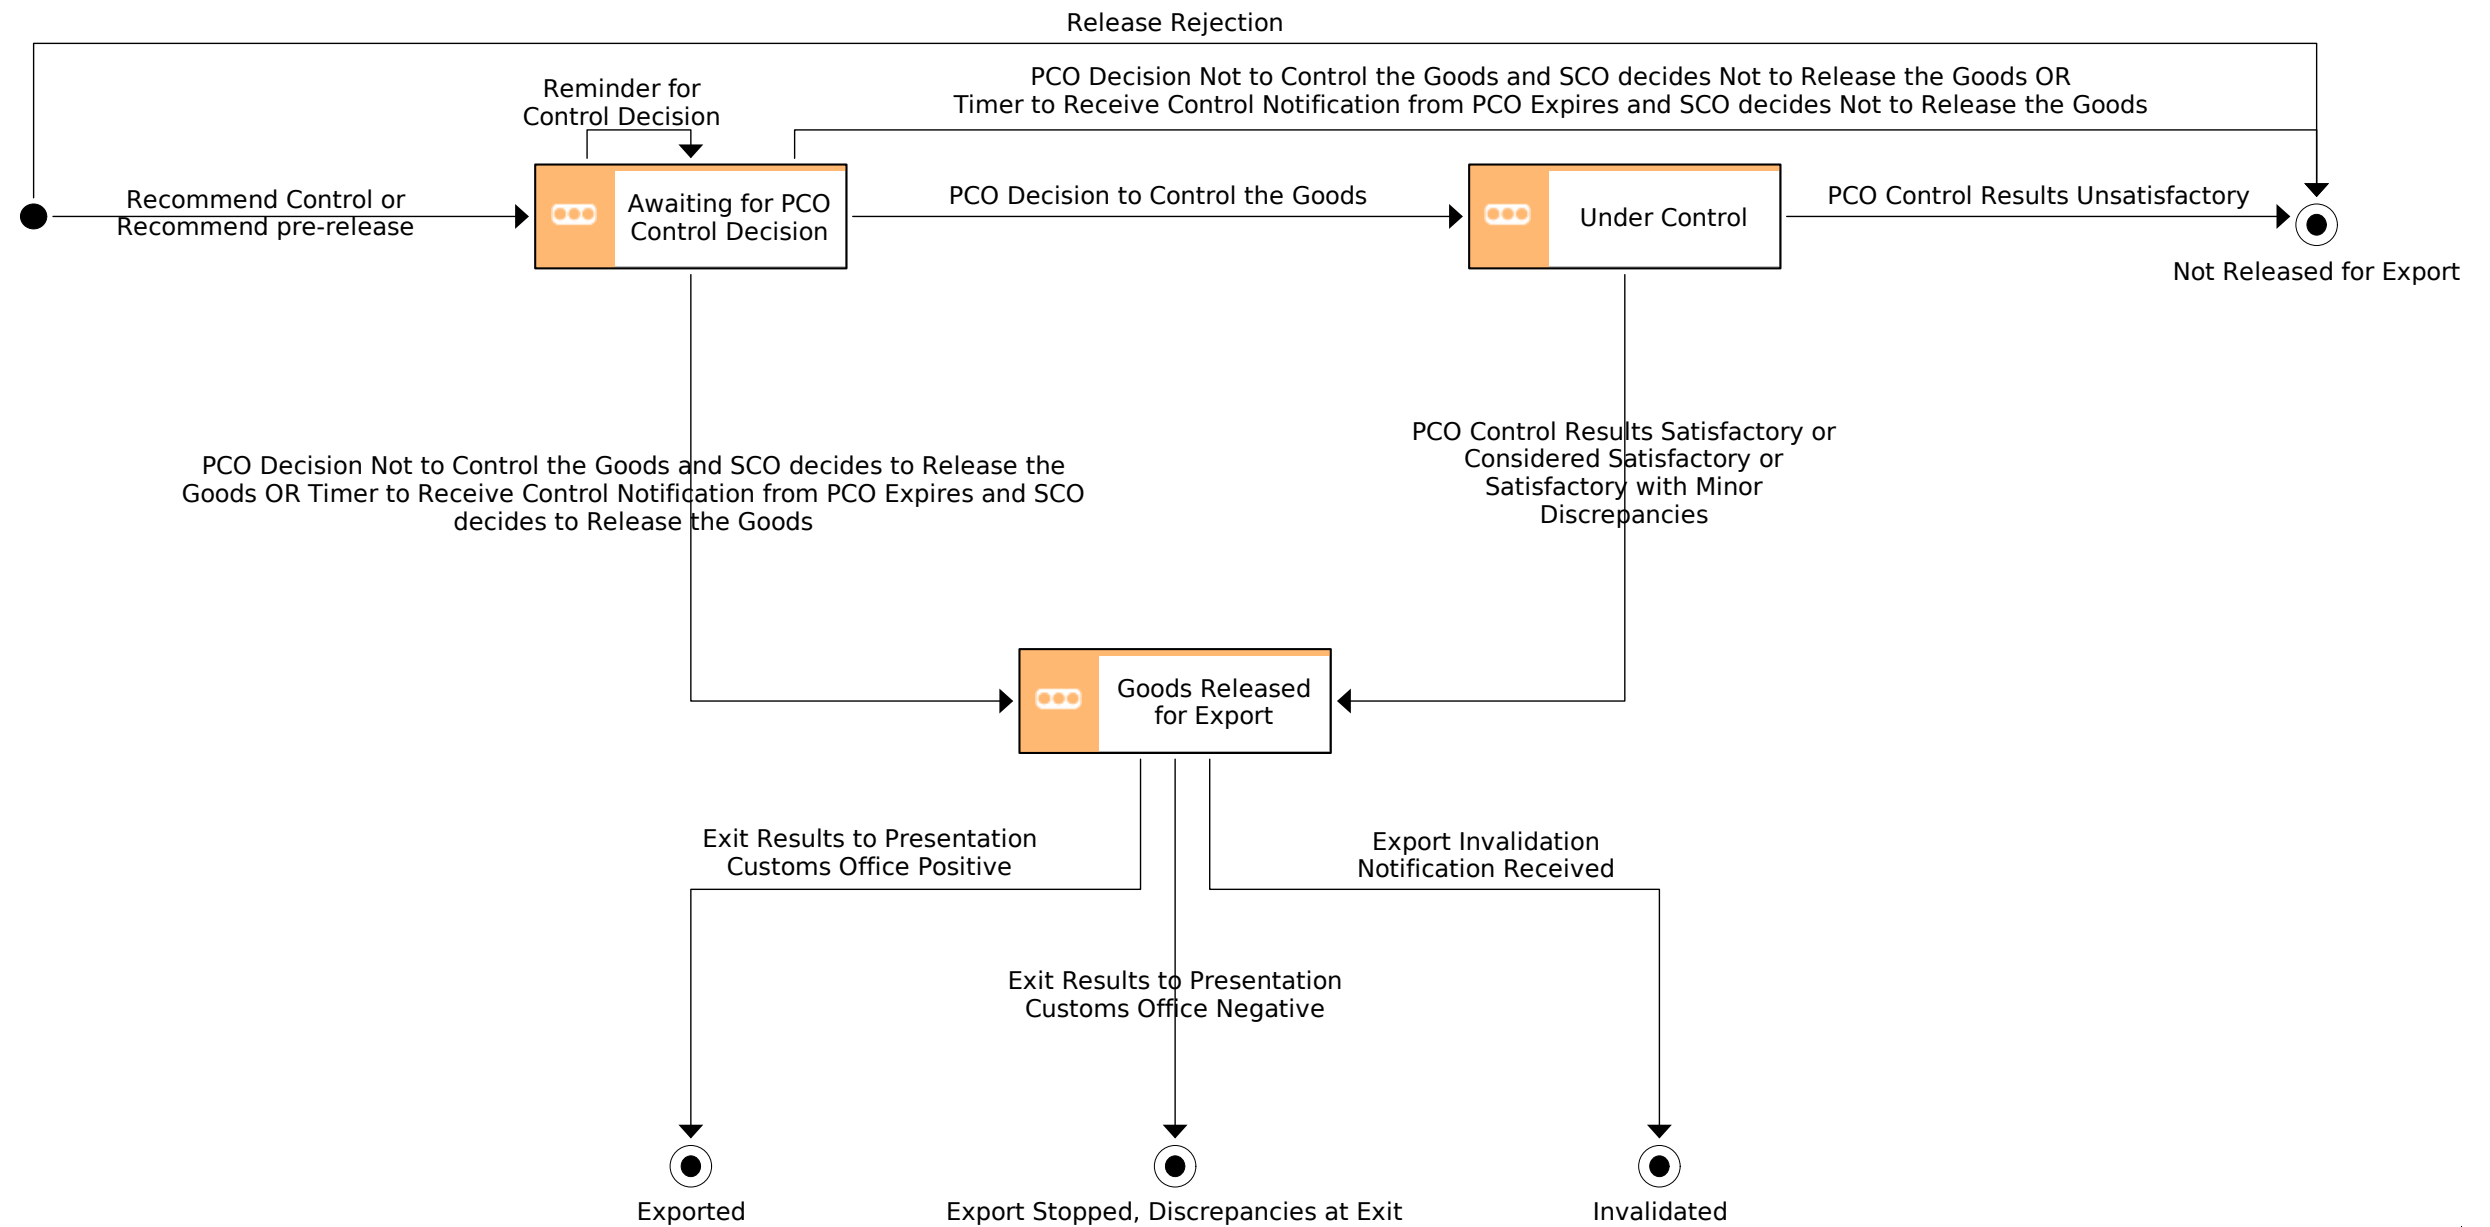 Release Rejection
PCO Decision Not to Control the Goods and SCO decides Not to Release the Goods OR
Timer to Receive Control Notification from PCO Expires and SCO decides Not to Release the Goods
Reminder for
Control Decision
Recommend Control or
Recommend pre-release
Awaiting for PCO
Control Decision
PCO Decision to Control the Goods
Under Control
PCO Control Results Unsatisfactory
Not Released for Export
PCO Decision Not to Control the Goods and SCO decides to Release the
Goods OR Timer to Receive Control Notification from PCO Expires and SCO
decides to Release the Goods
PCO Control Results Satisfactory or
Considered Satisfactory or
Satisfactory with Minor
Discrepancies
Goods Released
for Export
Exit Results to Presentation
Customs Office Positive
Export Invalidation
Notification Received
Exit Results to Presentation
Customs Office Negative
Exported
Export Stopped, Discrepancies at Exit
Invalidated